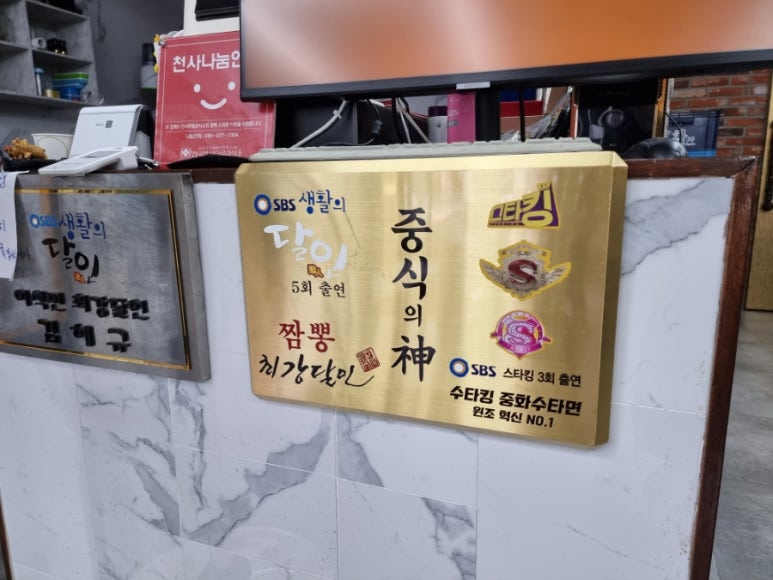 천사나눔인
SBS 생활의
달인
최강달인
김혜규
SBS 생활의
달인
5회 출연
짬뽕
최강달인
중식의神
스타킹
S
SBS 스타킹 3회 출연
수타킹 중화수타면
원조 혁신 NO.1